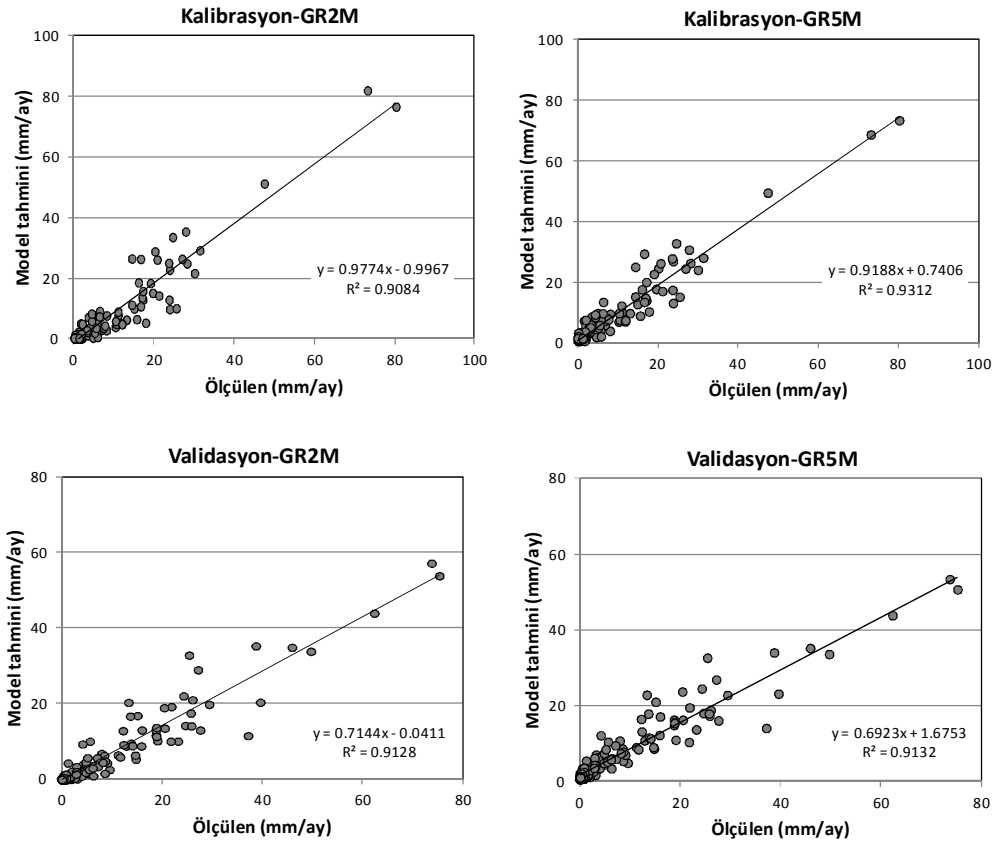 Kalibrasyon-GR2M
100
80
60
40
20
0
Model tahmini (mm/ay)
y = 0.9774x - 0.9967
R² = 0.9084
0 20 40 60 80 100
Ölçülen (mm/ay)
Kalibrasyon-GR5M
100
80
60
40
20
0
Model tahmini (mm/ay)
y = 0.9188x + 0.7406
R² = 0.9312
0 20 40 60 80 100
Ölçülen (mm/ay)
Validasyon-GR2M
80
60
40
20
0
Model tahmini (mm/ay)
y = 0.7144x - 0.0411
R² = 0.9128
0 20 40 60 80
Ölçülen (mm/ay)
Validasyon-GR5M
80
60
40
20
0
Model tahmini (mm/ay)
y = 0.6923x + 1.6753
R² = 0.9132
0 20 40 60 80
Ölçülen (mm/ay)